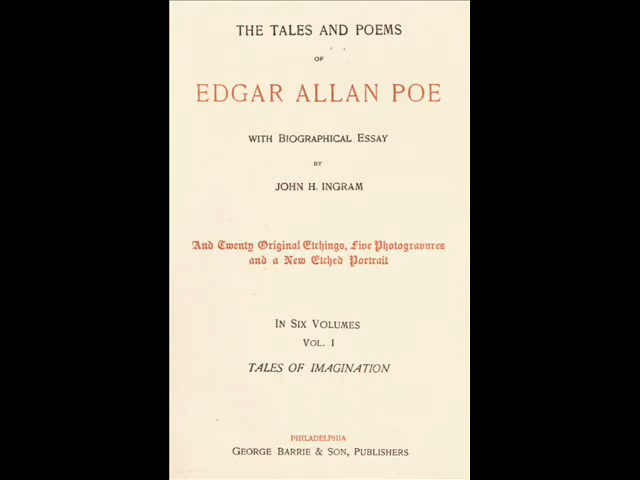 THE TALES AND POEMS
OF
EDGAR ALLAN POE
WITH BIOGRAPHICAL ESSAY
BY
JOHN H. INGRAM
And Twenty Original Etchings, Five Photogravures
and a New Etched Portrait
IN SIX VOLUMES
VOL. I
TALES OF IMAGINATION
PHILADELPHIA
GEORGE BARRIE & SON, PUBLISHERS